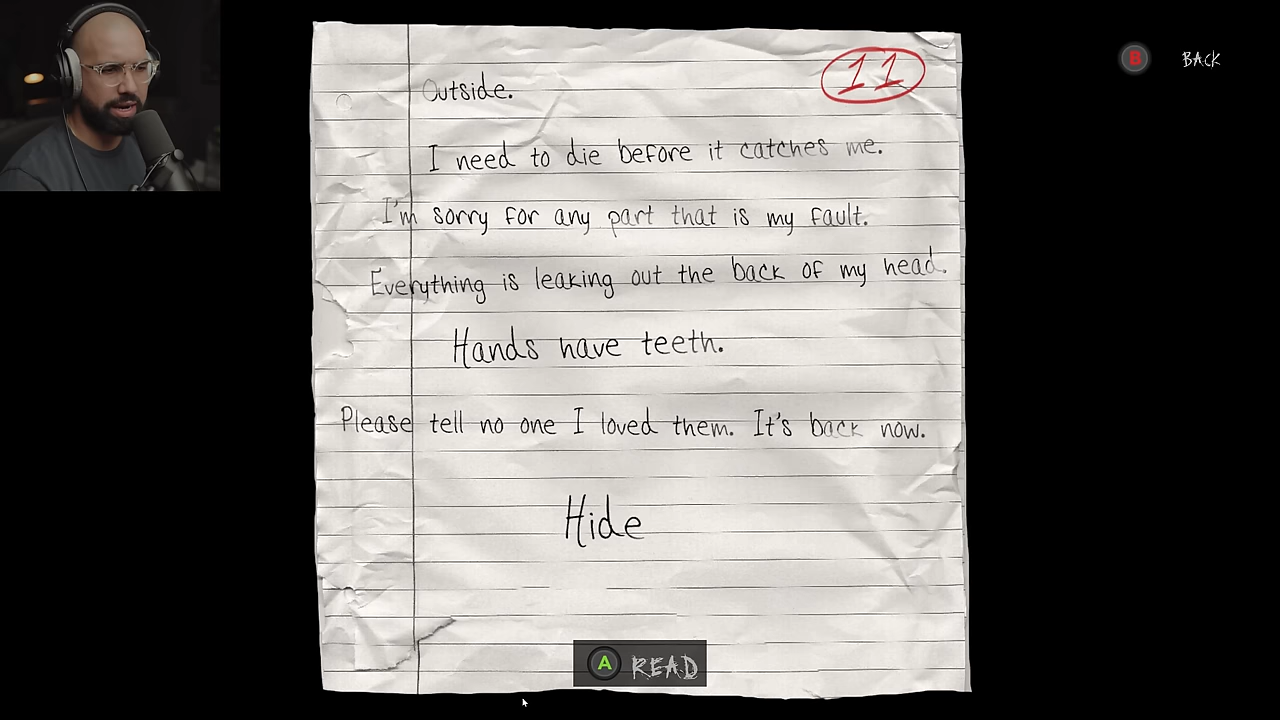 11
B BACK
Outside.
I need to die before it catches me.
I'm sorry for any part that is my fault.
Everything is leaking out the back of my head.
Hands have teeth.
Please tell no one I loved them. It's back now.
Hide
A READ